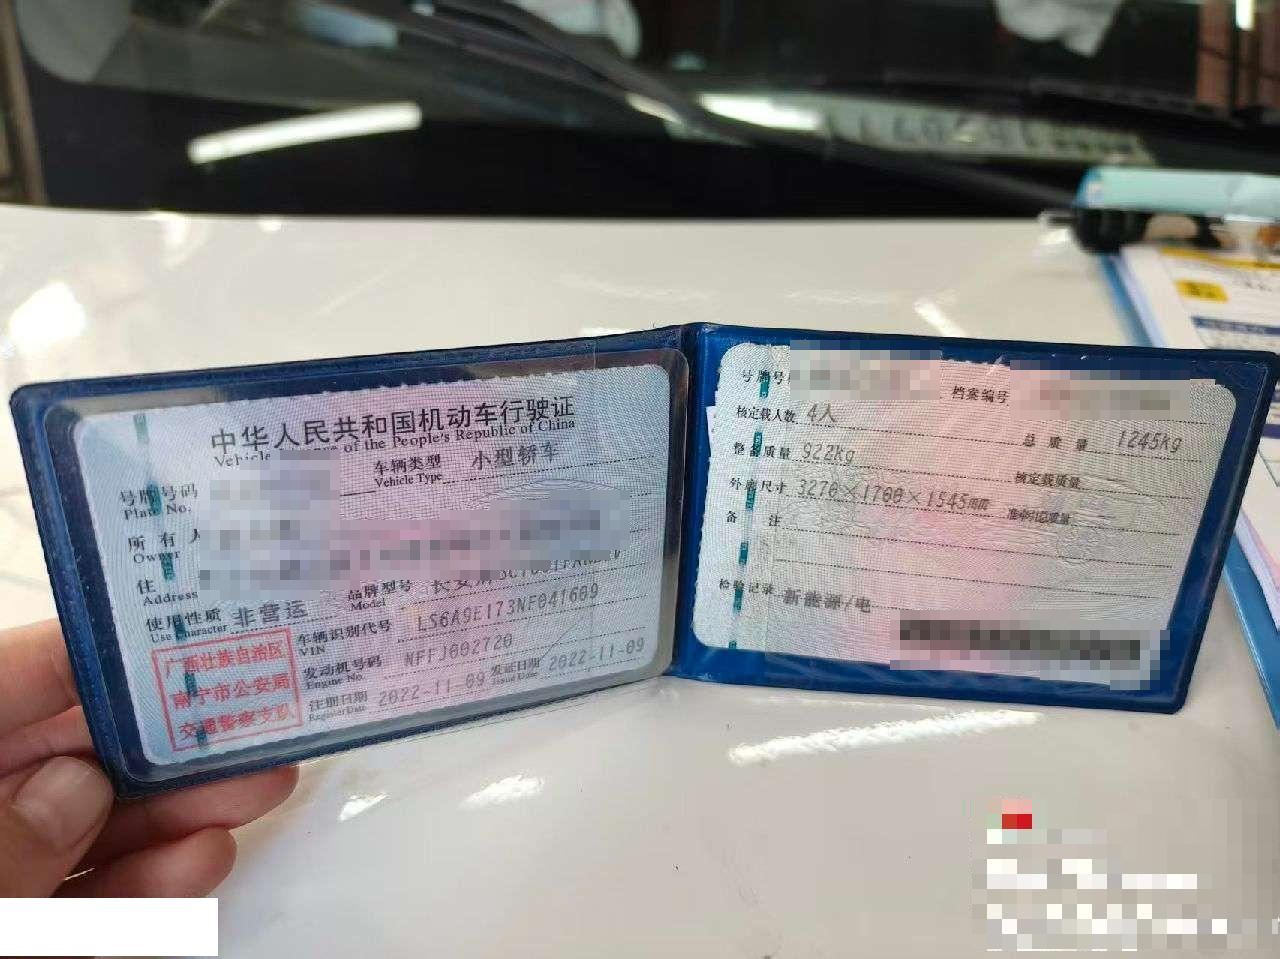 中华人民共和国机动车行驶证
of the People's Republic of China
车辆类型 小型轿车
Vehicle Type
号牌号码
Plate No.
所有人
Owner
住
Address
使用性质 非营运
Use Character
品牌型号
Model
车辆识别代号 LS6A9E173NF041609
VIN
发动机号码 NFFJ002720
Engine No.
注册日期 2022-11-09
Register Date
发证日期 2022-11-09
Issue Date
广西壮族自治区
南宁市公安局
交通警察支队
号牌号
档案编号
核定载人数 4人
总质量 1245kg
整备质量 922kg
核定载质量
外廓尺寸 3270×1700×1545
准牵引总质量
备注
检验记录
新能源/电